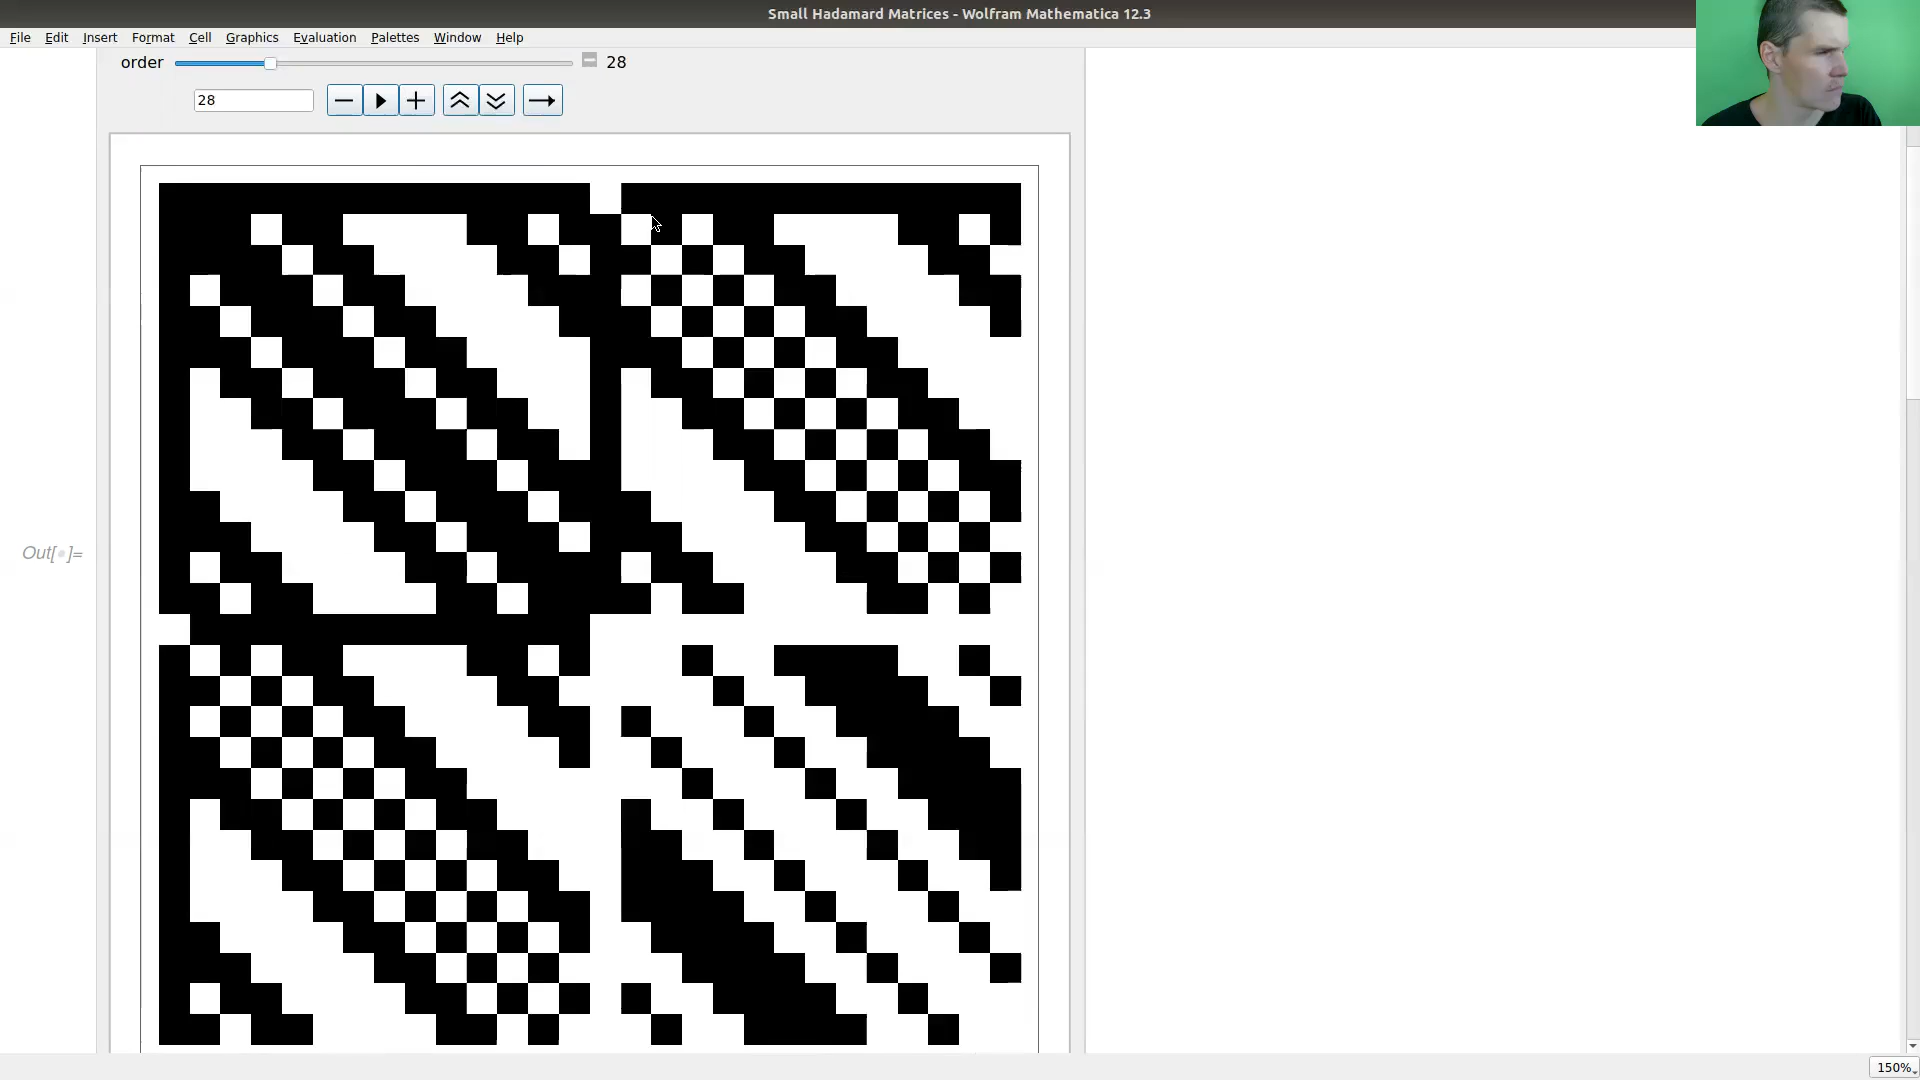 Small Hadamard Matrices - Wolfram Mathematica 12.3
File Edit Insert Format Cell Graphics Evaluation Palettes Window Help
order 28
28
Out[•]=
150%